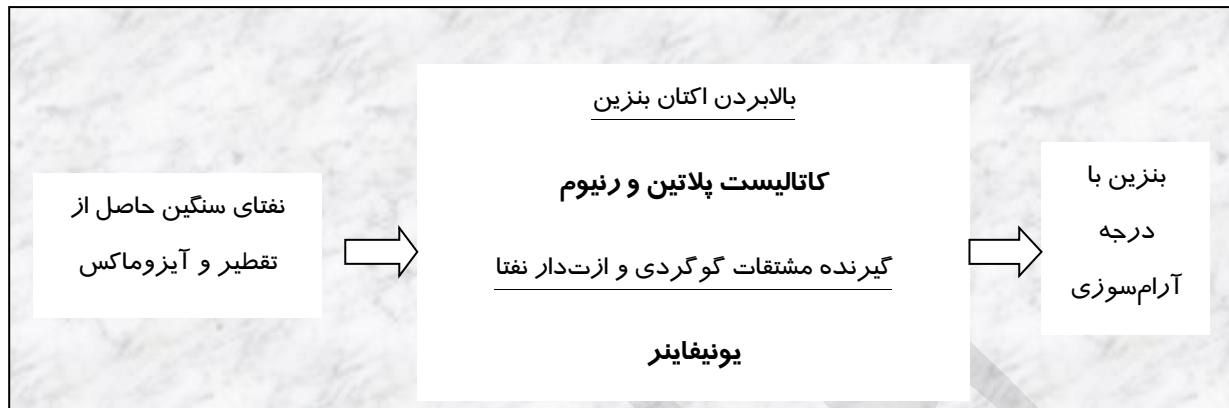 نفتای سنگین حاصل از
تقطیر و آیزوماکس
بالابردن اکتان بنزین
کاتالیست پلاتین و رنیوم
گیرنده مشتقات گوگردی و ازت‌دار نفتا
یونیفاینر
بنزین با
درجه
آرام‌سوزی